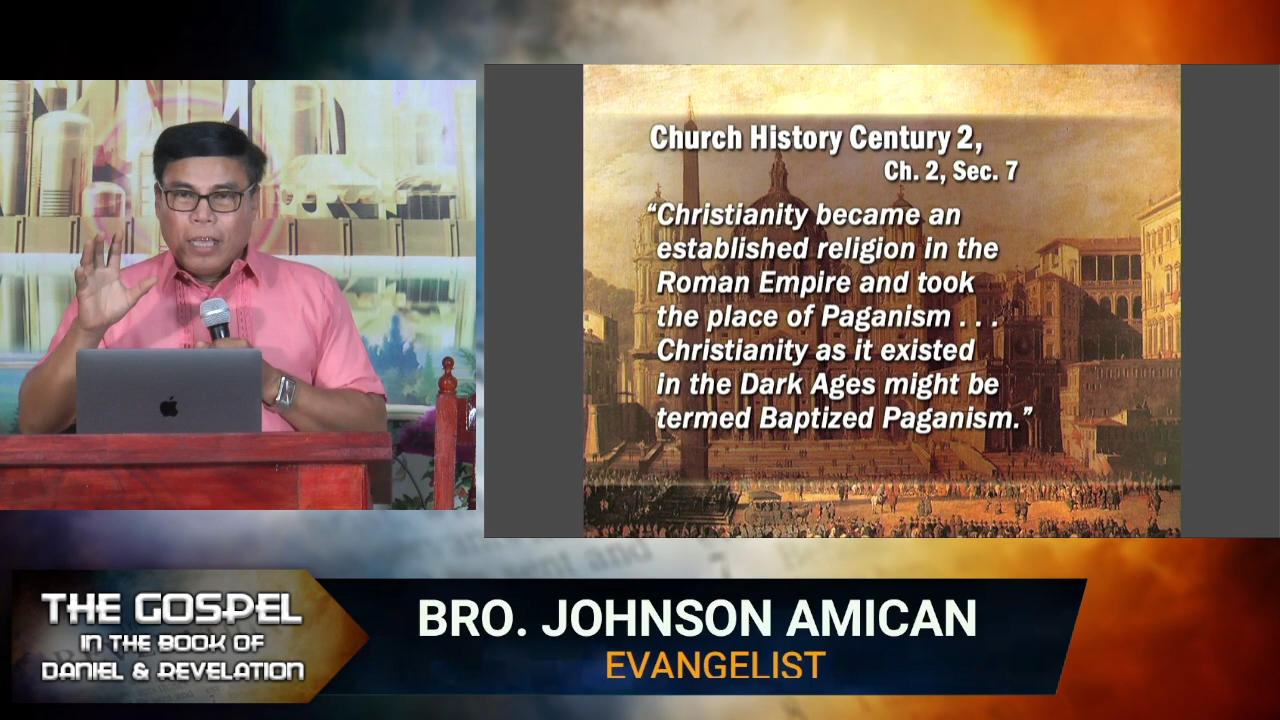 Church History Century 2,
Ch. 2, Sec. 7
“Christianity became an
established religion in the
Roman Empire and took
the place of Paganism . . .
Christianity as it existed
in the Dark Ages might be
termed Baptized Paganism.”
THE GOSPEL
IN THE BOOK OF
DANIEL & REVELATION
BRO. JOHNSON AMICAN
EVANGELIST